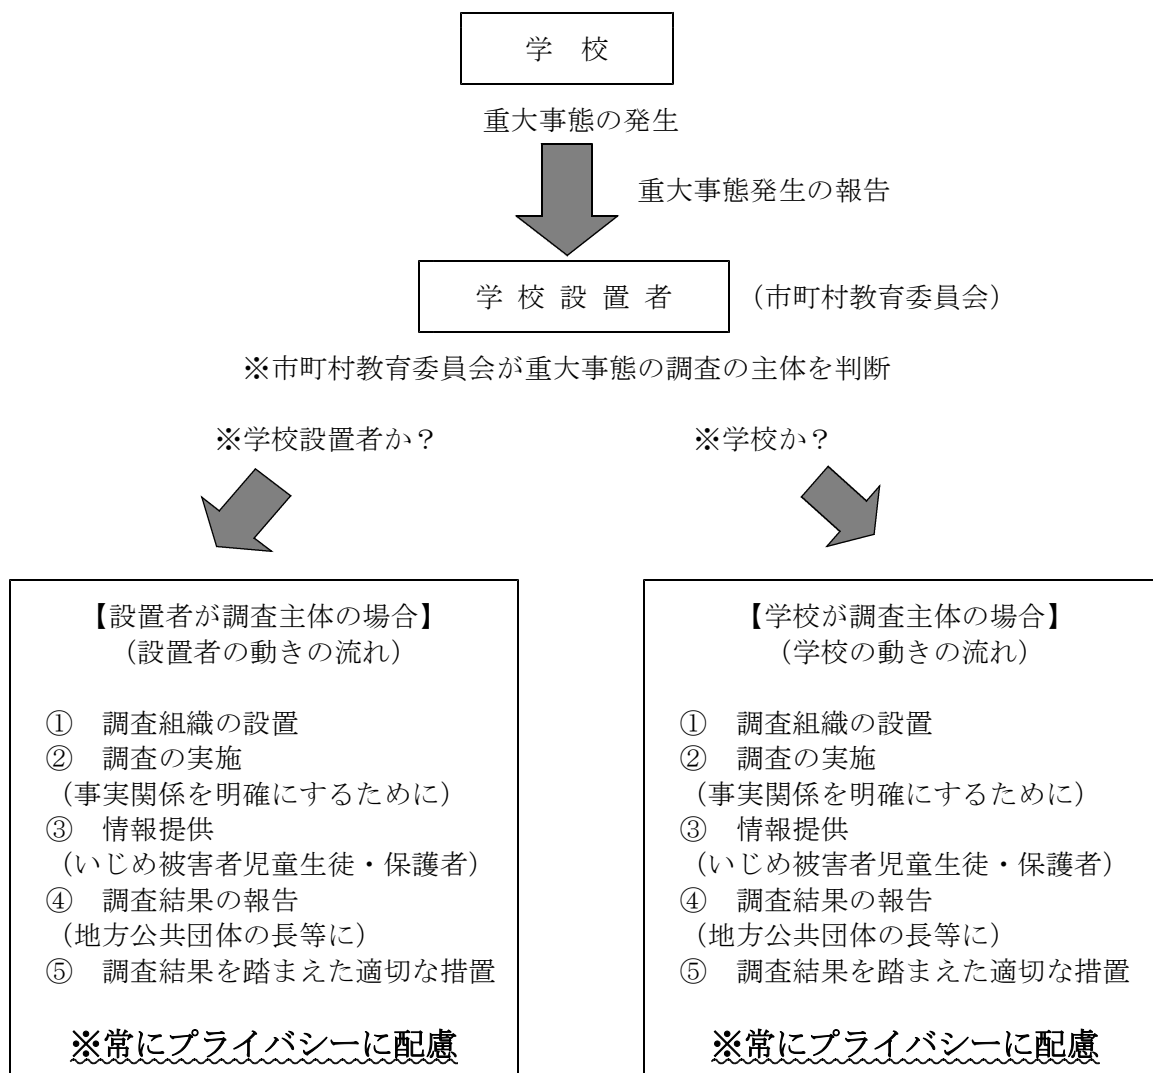 学　校
重大事態の発生
重大事態発生の報告
学 校 設 置 者　（市町村教育委員会）
※市町村教育委員会が重大事態の調査の主体を判断
※学校設置者か？
※学校か？
【設置者が調査主体の場合】
（設置者の動きの流れ）
①　調査組織の設置
②　調査の実施
（事実関係を明確にするために）
③　情報提供
（いじめ被害者児童生徒・保護者）
④　調査結果の報告
（地方公共団体の長等に）
⑤　調査結果を踏まえた適切な措置
※常にプライバシーに配慮
【学校が調査主体の場合】
（学校の動きの流れ）
①　調査組織の設置
②　調査の実施
（事実関係を明確にするために）
③　情報提供
（いじめ被害者児童生徒・保護者）
④　調査結果の報告
（地方公共団体の長等に）
⑤　調査結果を踏まえた適切な措置
※常にプライバシーに配慮